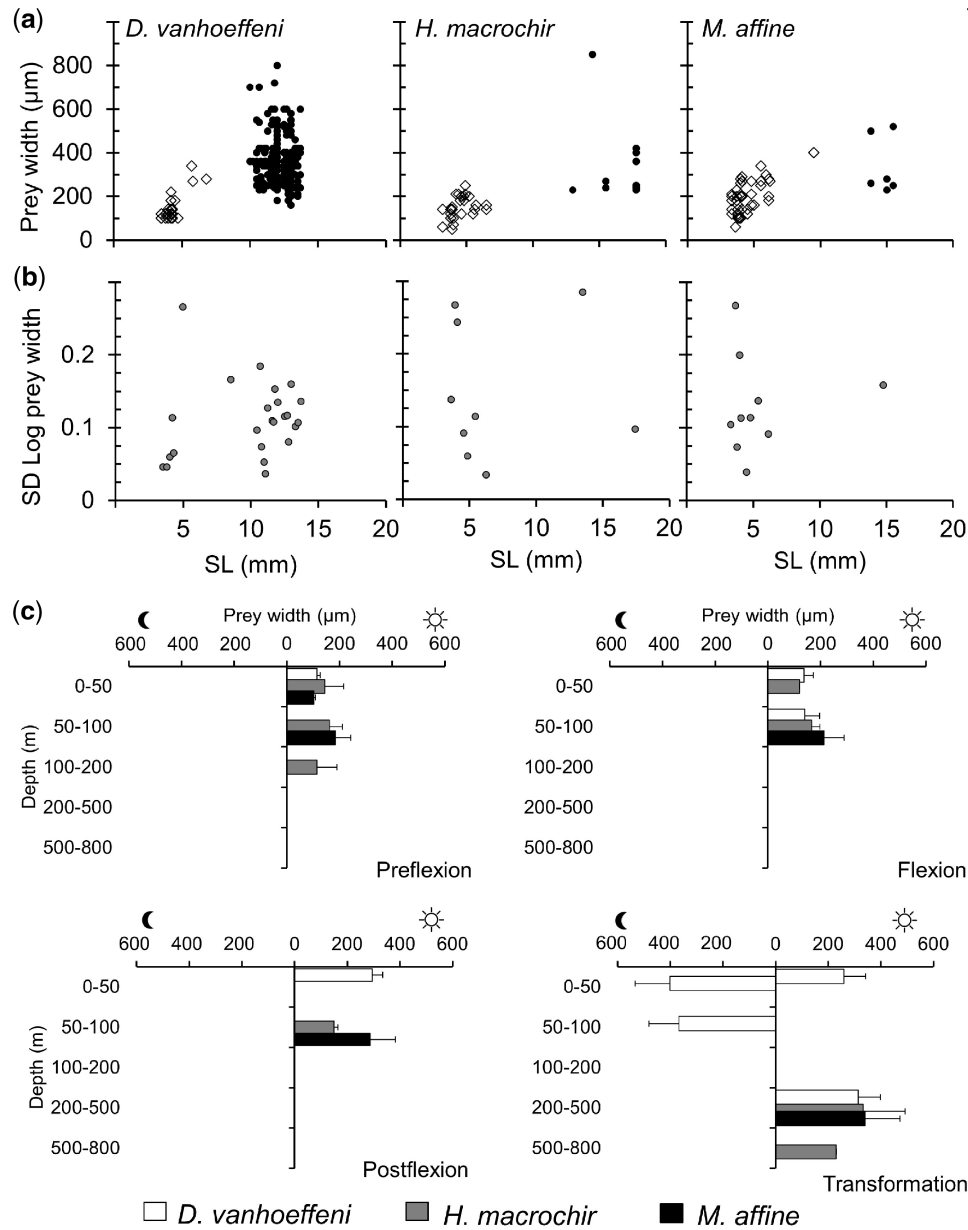 (a) D. vanhoeffeni H. macrochir M. affine
Prey width (µm)
800
600
400
200
0
(b)
SD Log prey width
0.2
0.1
0
5 10 15 20 0 5 10 15 20 0 5 10 15 20
SL (mm) SL (mm) SL (mm)
(c)
Prey width (µm)
600 400 200 0 200 400 600
Depth (m)
0-50
50-100
100-200
200-500
500-800
Preflexion
Prey width (µm)
600 400 200 0 200 400 600
0-50
50-100
100-200
200-500
500-800
Flexion
600 400 200 0 200 400 600
Depth (m)
0-50
50-100
100-200
200-500
500-800
Postflexion
600 400 200 0 200 400 600
0-50
50-100
100-200
200-500
500-800
Transformation
D. vanhoeffeni H. macrochir M. affine